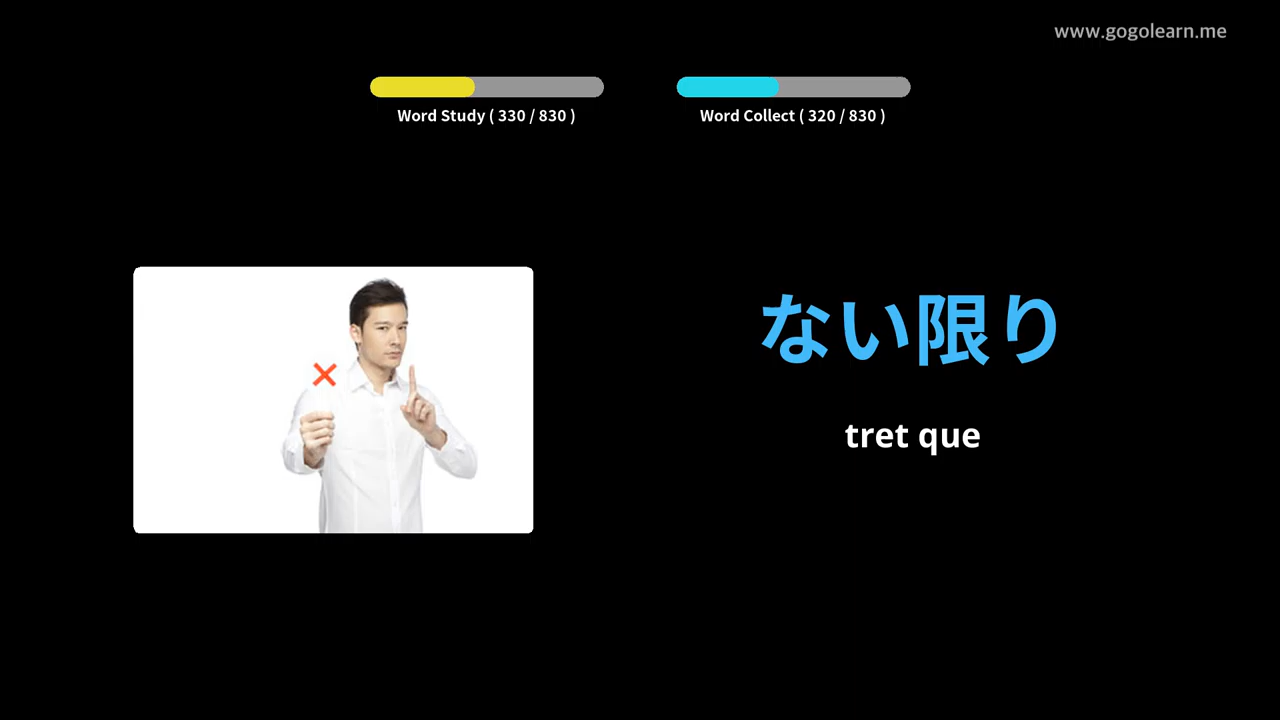 www.gogolearn.me
Word Study ( 330 / 830 )
Word Collect ( 320 / 830 )
ない限り
tret que